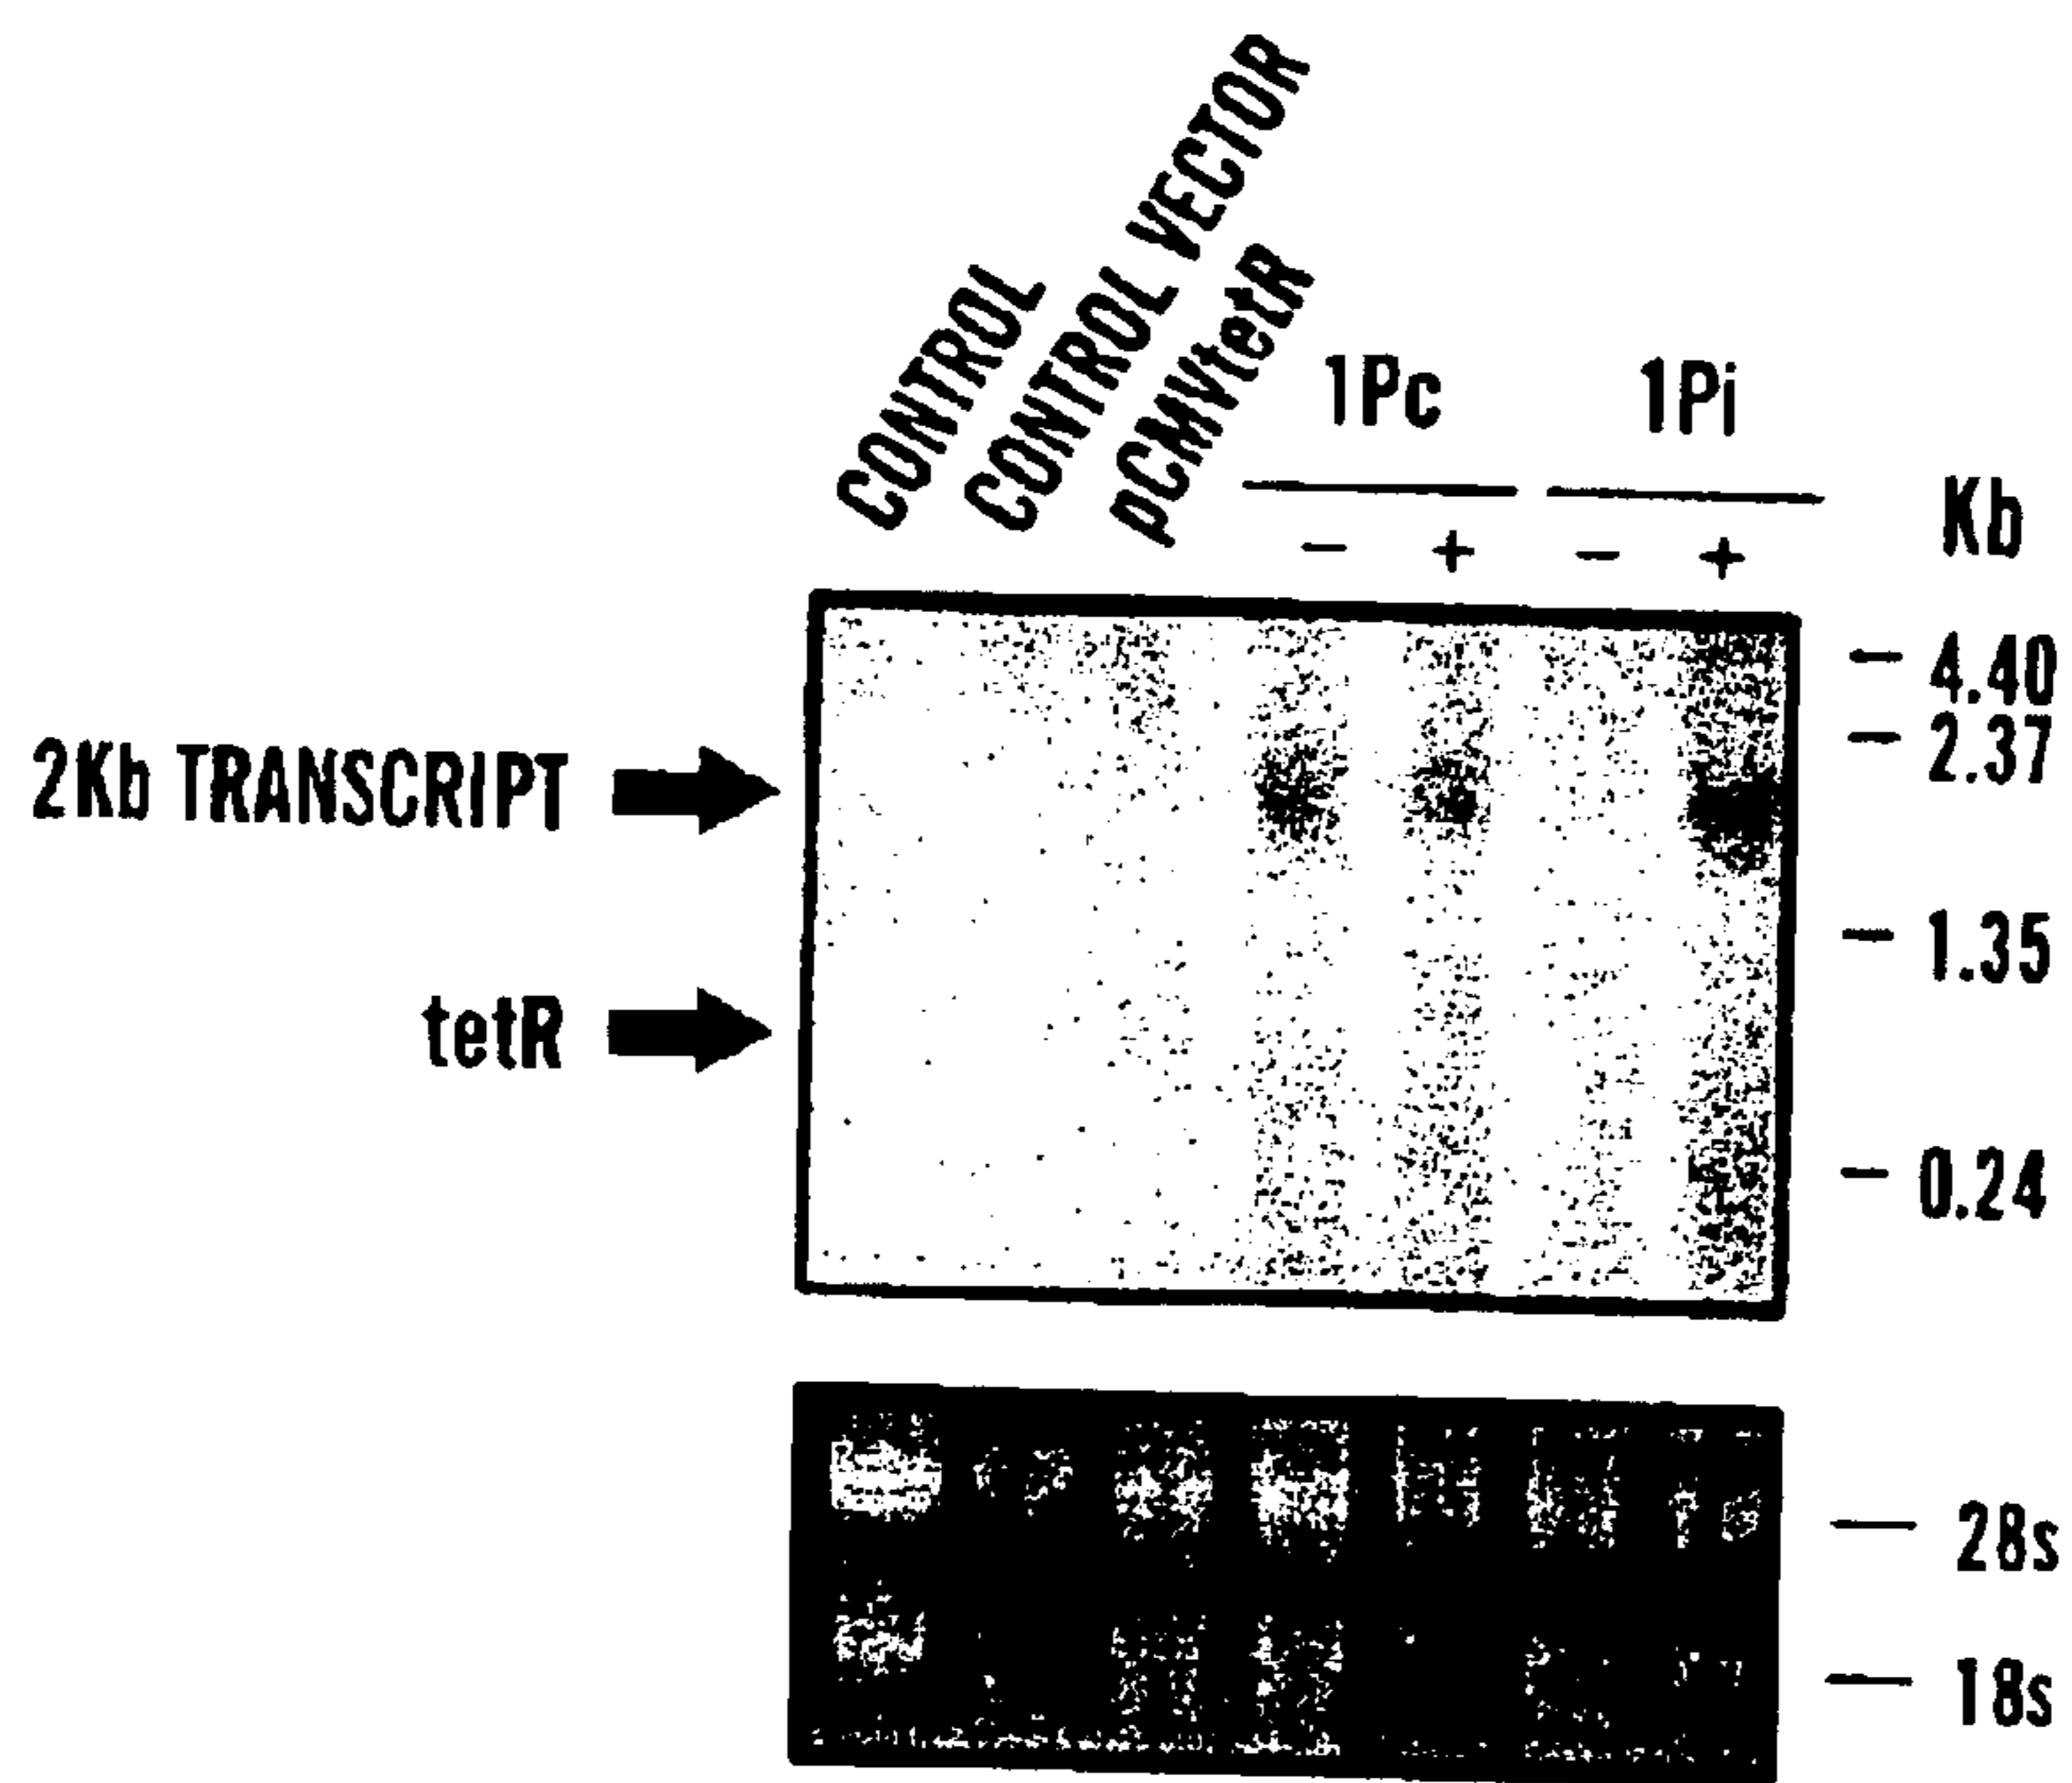 CONTROL
CONTROL VECTOR
pCMVtetR
1Pc
1Pi
− + − +
Kb
4.40
2.37
2Kb TRANSCRIPT
1.35
tetR
0.24
28s
18s